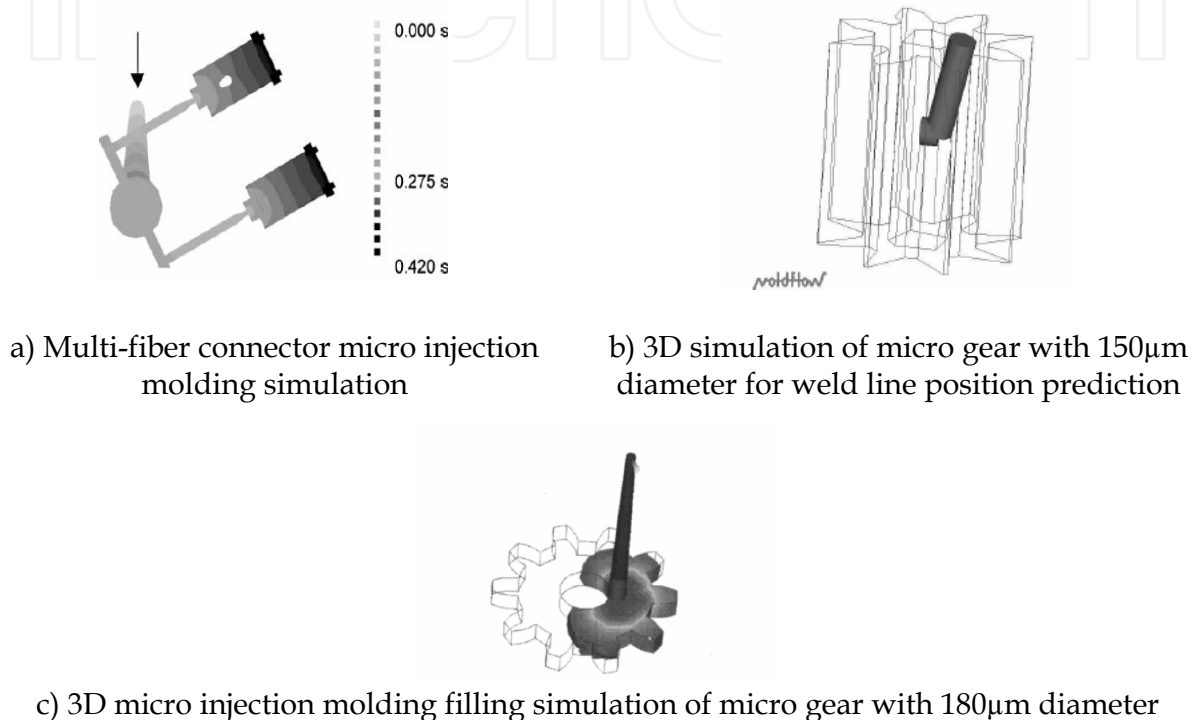 0.000 s
0.275 s
0.420 s
moldflow
a) Multi-fiber connector micro injection
molding simulation
b) 3D simulation of micro gear with 150µm
diameter for weld line position prediction
c) 3D micro injection molding filling simulation of micro gear with 180µm diameter